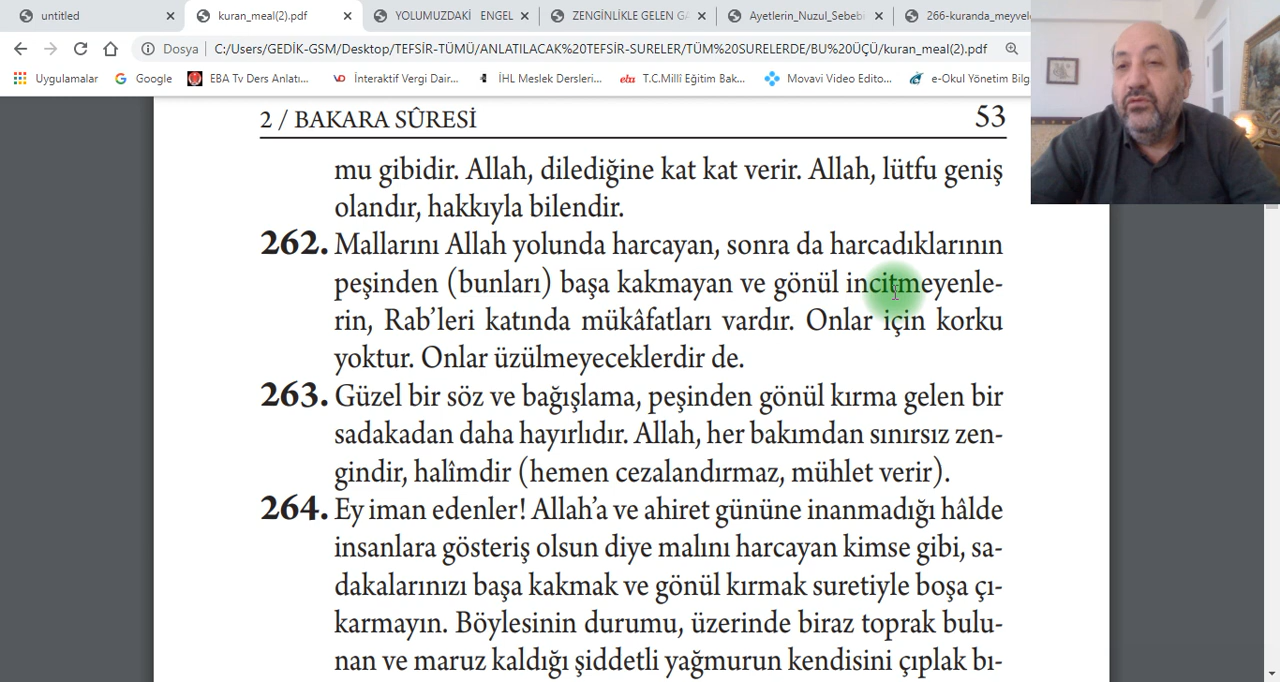 untitled
kuran_meal(2).pdf
YOLUMUZDAKİ ENGEL
ZENGİNLİKLE GELEN GA
Ayetlerin_Nuzul_Sebebi
266-kuranda_meyvele
Dosya
C:/Users/GEDİK-GSM/Desktop/TEFSİR-TÜMÜ/ANLATILACAK%20TEFSİR-SURELER/TÜM%20SURELERDE/BU%20ÜÇÜ/kuran_meal(2).pdf
Uygulamalar
Google
EBA Tv Ders Anlatı...
İnteraktif Vergi Dair...
İHL Meslek Dersleri...
T.C.Millî Eğitim Bak...
Movavi Video Edito...
e-Okul Yönetim Bilg
2 / BAKARA SÛRESİ
53
mu gibidir. Allah, dilediğine kat kat verir. Allah, lütfu geniş
olandır, hakkıyla bilendir.
262. Mallarını Allah yolunda harcayan, sonra da harcadıklarının
peşinden (bunları) başa kakmayan ve gönül incitmeyenle-
rin, Rab’leri katında mükâfatları vardır. Onlar için korku
yoktur. Onlar üzülmeyeceklerdir de.
263. Güzel bir söz ve bağışlama, peşinden gönül kırma gelen bir
sadakadan daha hayırlıdır. Allah, her bakımdan sınırsız zen-
gindir, halîmdir (hemen cezalandırmaz, mühlet verir).
264. Ey iman edenler! Allah’a ve ahiret gününe inanmadığı hâlde
insanlara gösteriş olsun diye malını harcayan kimse gibi, sa-
dakalarınızı başa kakmak ve gönül kırmak suretiyle boşa çı-
karmayın. Böylesinin durumu, üzerinde biraz toprak bulu-
nan ve maruz kaldığı şiddetli yağmurun kendisini çıplak bı-